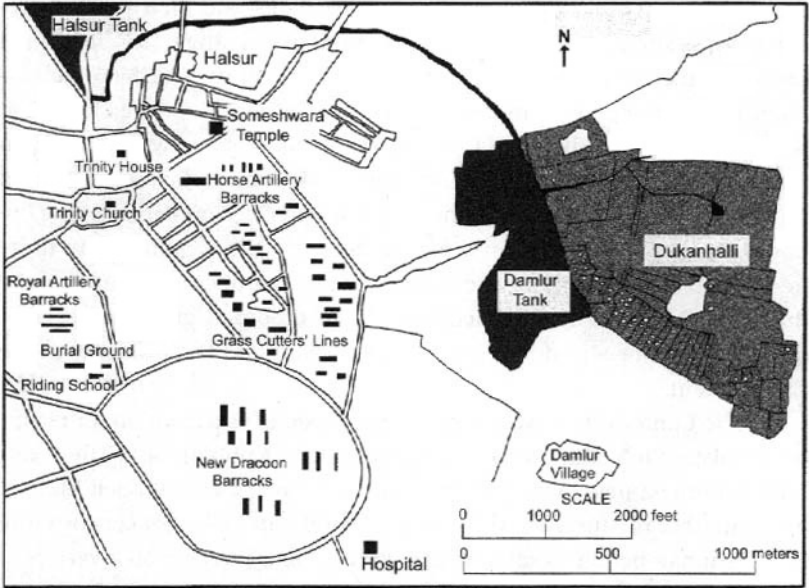 Halsur Tank
Halsur
N
Someshwara
Temple
Trinity House
Horse Artillery
Barracks
Trinity Church
Dukanhalli
Royal Artillery
Barracks
Damlur
Tank
Burial Ground
Grass Cutters' Lines
Riding School
New Dracoon
Barracks
Damlur
Village
SCALE
0 1000 2000 feet
0 500 1000 meters
Hospital